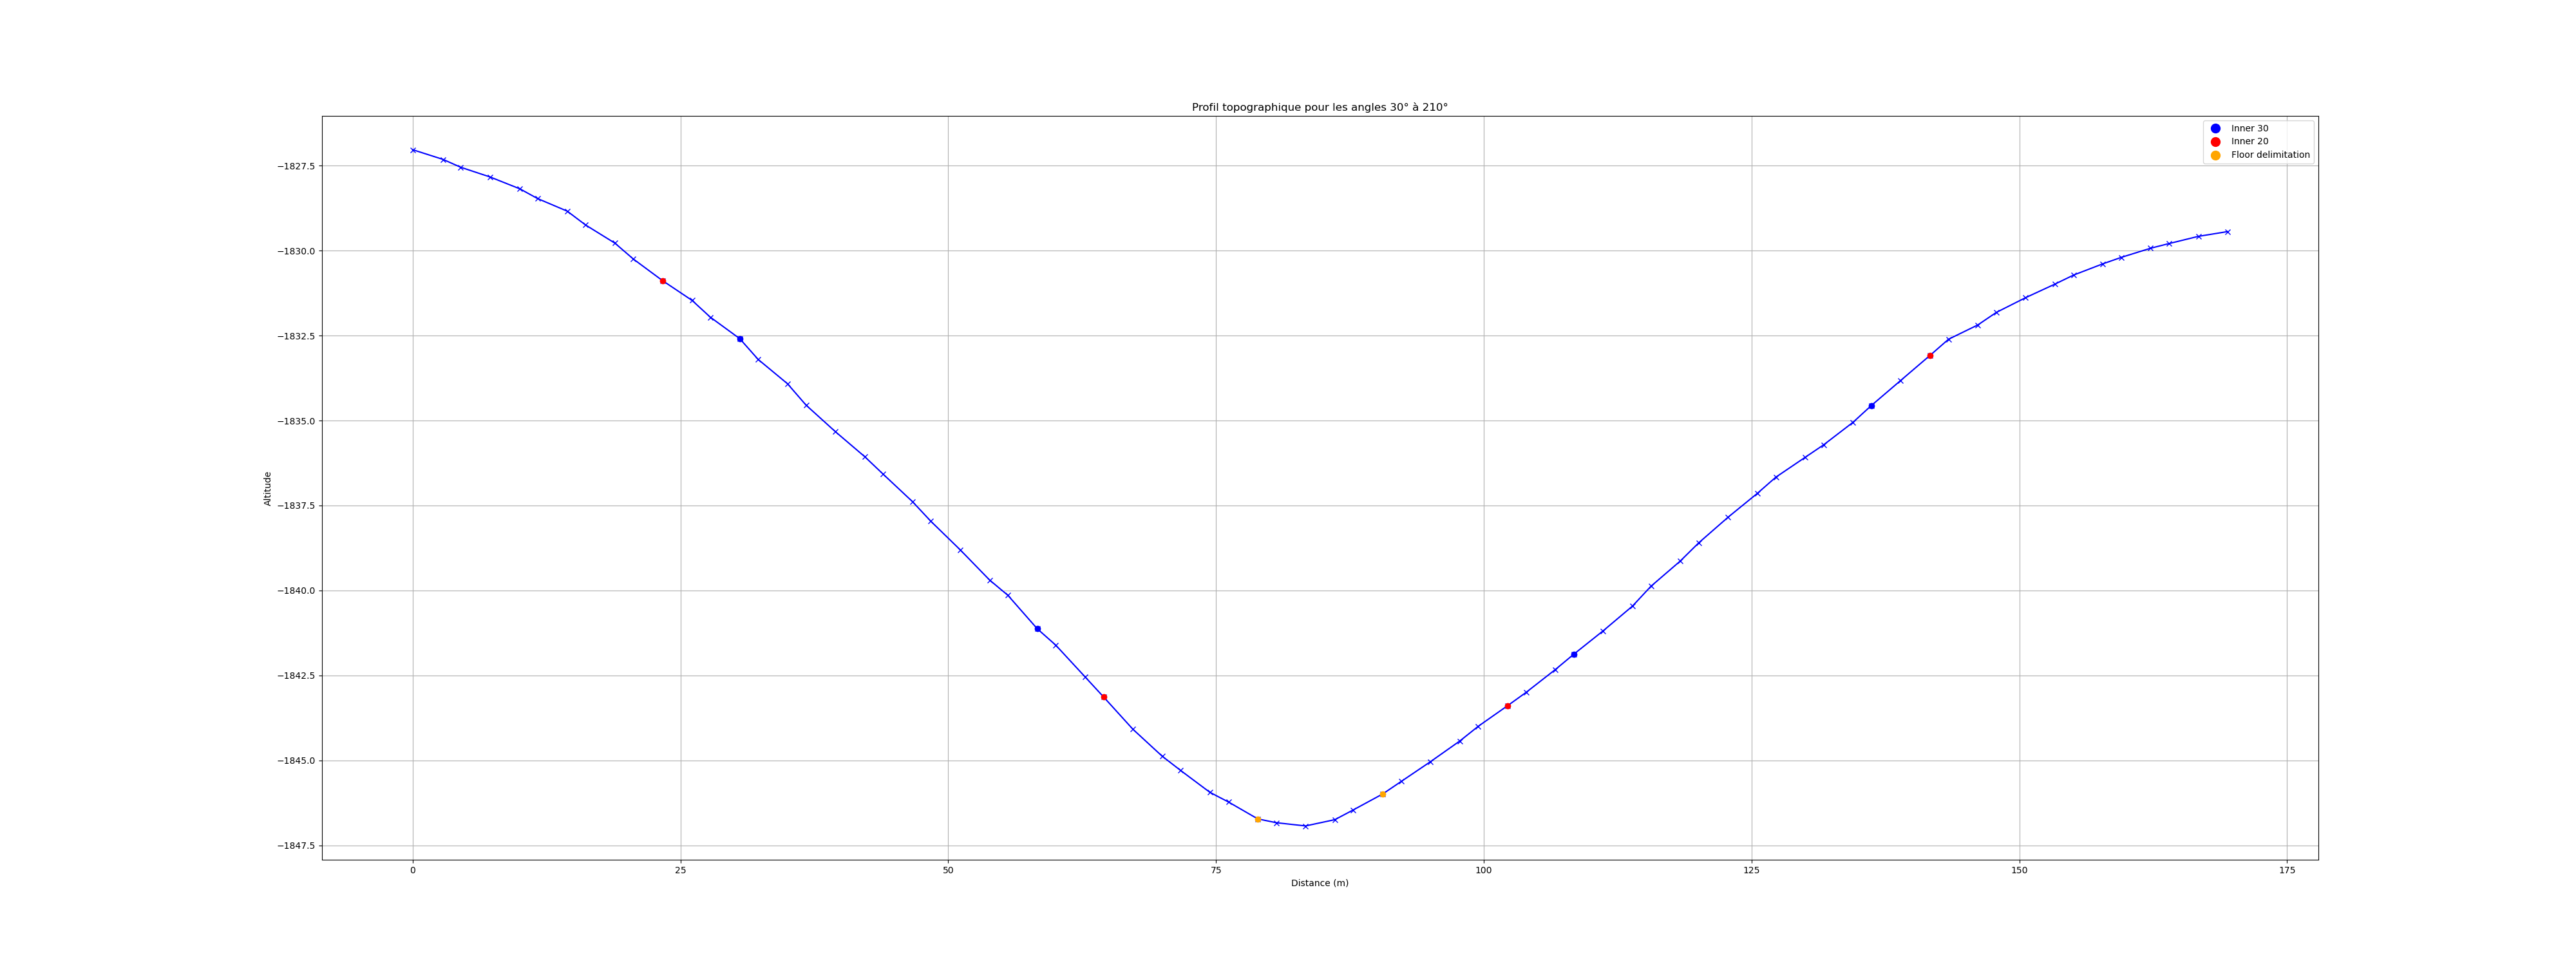 Profil topographique pour les angles 30° à 210°
Inner 30
Inner 20
Floor delimitation
Altitude
−1827.5
−1830.0
−1832.5
−1835.0
−1837.5
−1840.0
−1842.5
−1845.0
−1847.5
0 25 50 75 100 125 150 175
Distance (m)